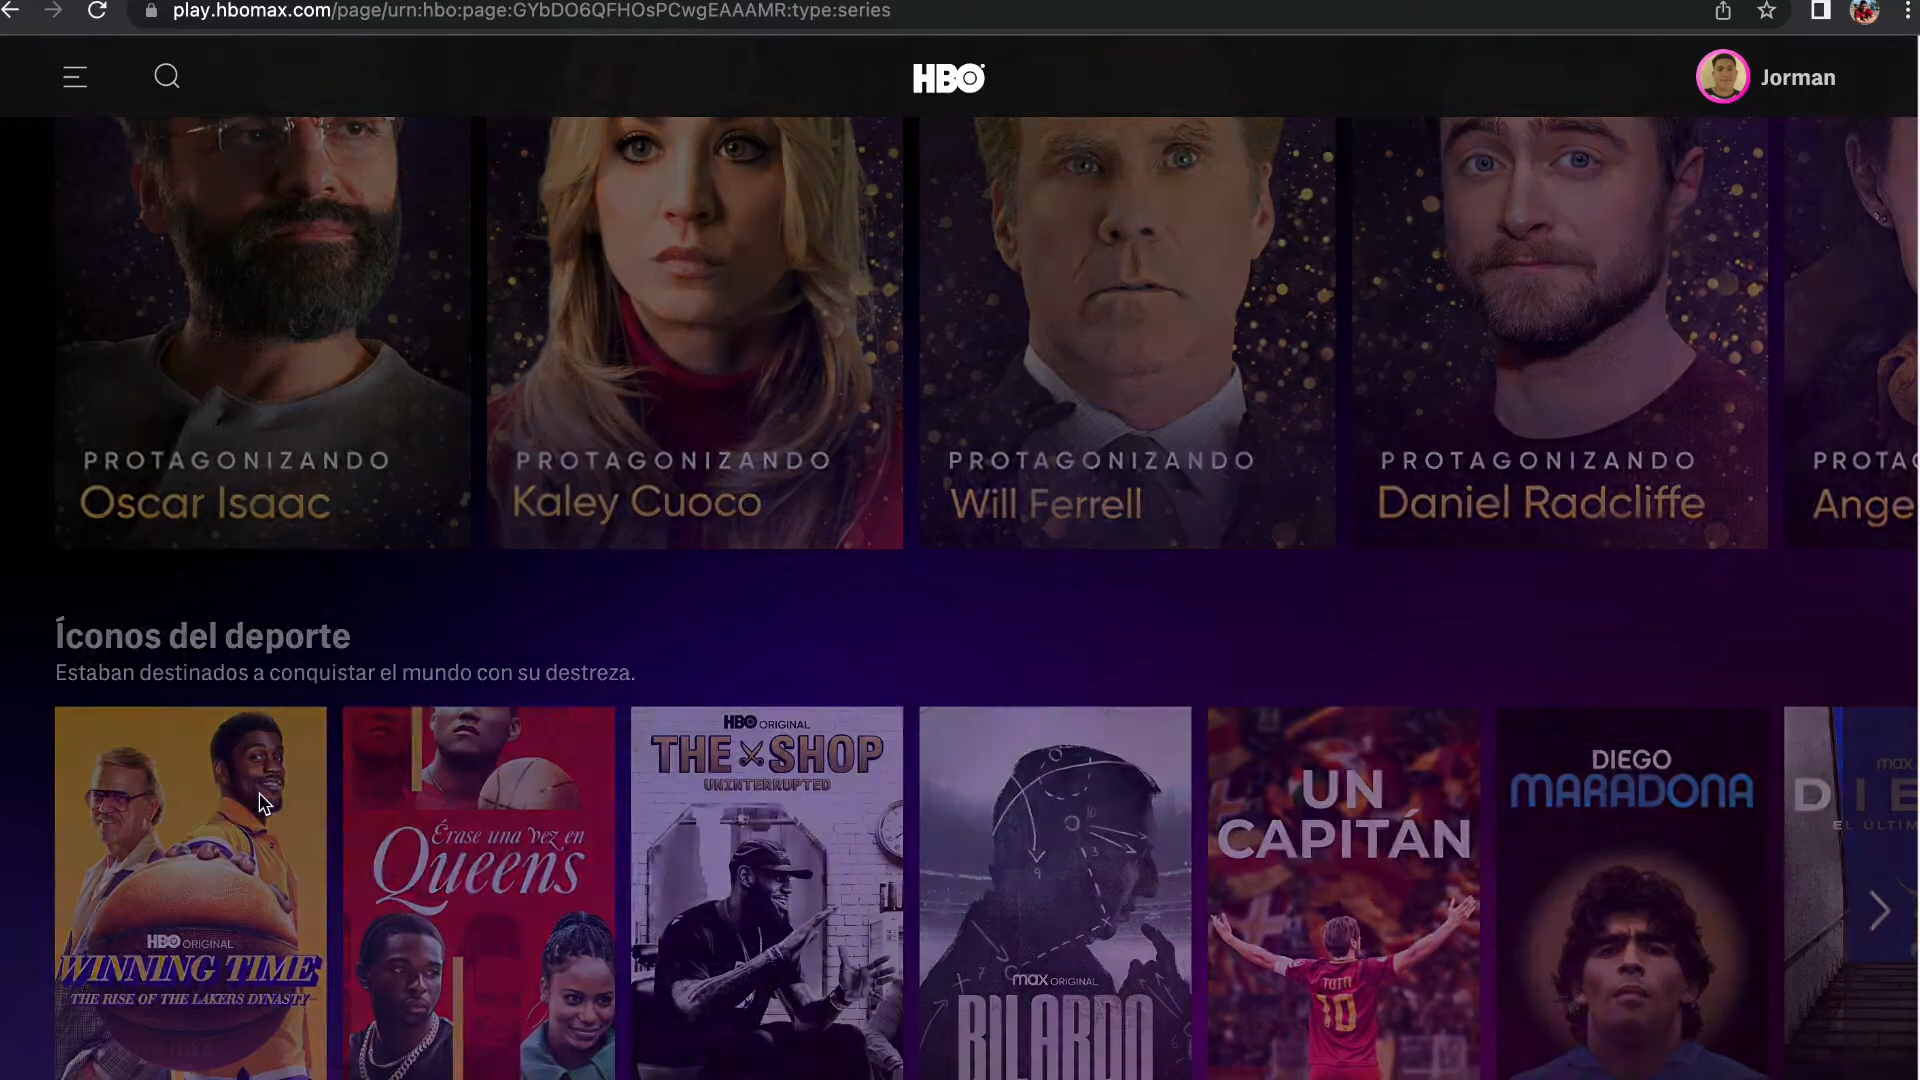 play.hbomax.com/page/urn:hbo:page:GYbDO6QFHOsPCwgEAAAMR:type:series
HBO
Jorman
PROTAGONIZANDO
Oscar Isaac
PROTAGONIZANDO
Kaley Cuoco
PROTAGONIZANDO
Will Ferrell
PROTAGONIZANDO
Daniel Radcliffe
Íconos del deporte
Estaban destinados a conquistar el mundo con su destreza.
HBO ORIGINAL
WINNING TIME
THE RISE OF THE LAKERS DYNASTY
Érase una vez en
Queens
HBO ORIGINAL
THE SHOP
UNINTERRUPTED
max ORIGINAL
BILARDO
UN
CAPITÁN
TOTTI
10
DIEGO
MARADONA
max